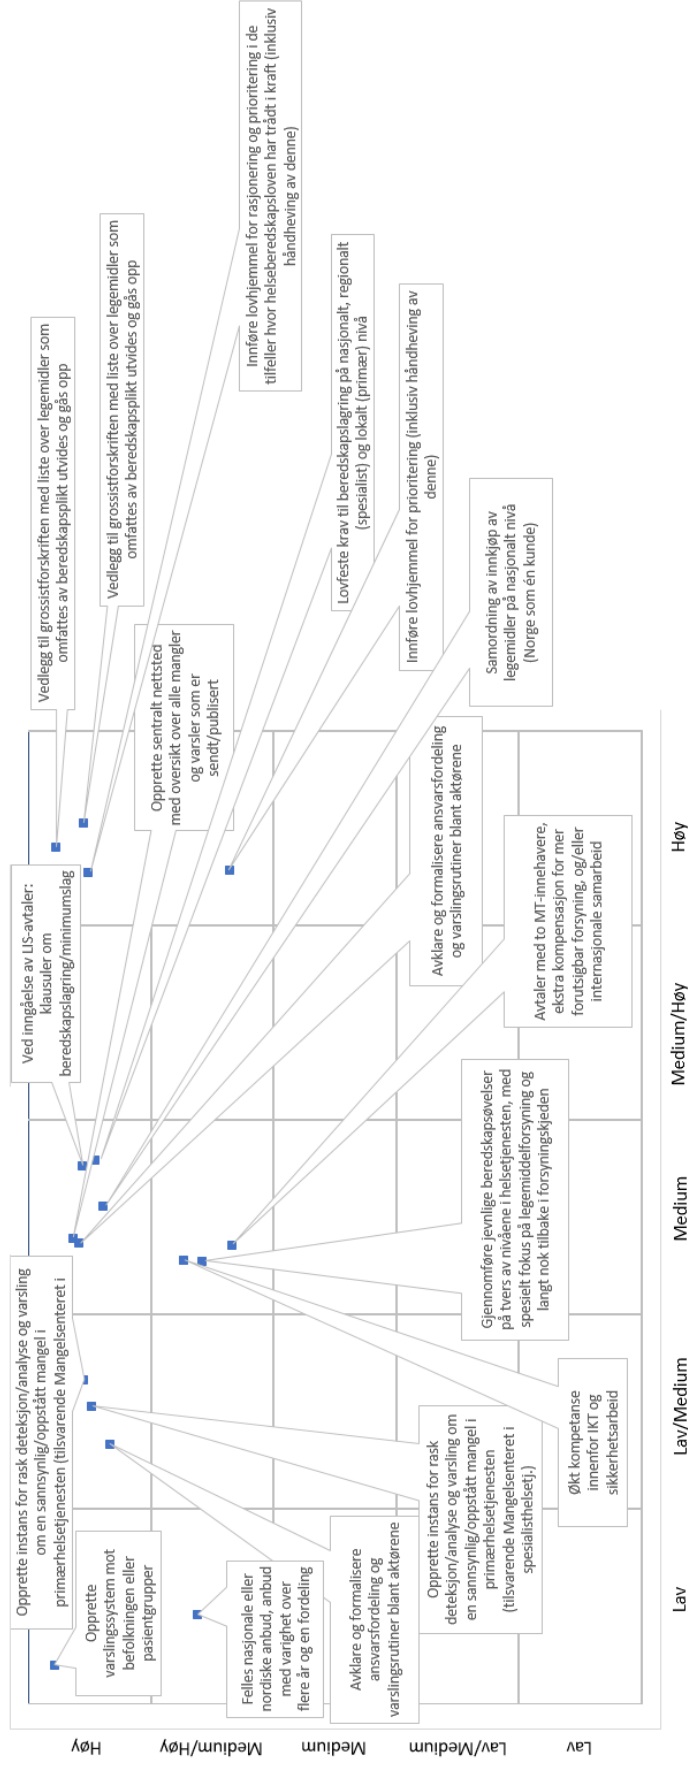 Vedlegg til grossistforskriften med liste over legemidler som
omfattes av beredskapsplikt utvides og gås opp
Vedlegg til grossistforskriften med liste over legemidler som
omfattes av beredskapsplikt utvides og gås opp
Innføre lovhjemmel for rasjonering og prioritering i de
tilfeller hvor helseberedskapsloven har trådt i kraft (inklusiv
håndheving av denne)
Lovfeste krav til beredskapslagring på nasjonalt, regionalt
(spesialist) og lokalt (primær) nivå
Innføre lovhjemmel for prioritering (inklusiv håndheving av
denne)
Samordning av innkjøp av
legemidler på nasjonalt nivå
(Norge som én kunde)
Opprette sentralt nettsted
med oversikt over alle mangler
og varsler som er
sendt/publisert
Ved inngåelse av LIS-avtaler:
klausuler om
beredskapslagring/minimumslag
Avklare og formalisere ansvarsfordeling
og varslingsrutiner blant aktørene
Avtaler med to MT-innehavere,
ekstra kompensasjon for mer
forutsigbar forsyning, og/eller
internasjonale samarbeid
Gjennomføre jevnlige beredskapsøvelser
på tvers av nivåene i helsetjenesten, med
spesielt fokus på legemiddelforsyning og
langt nok tilbake i forsyningskjeden
Økt kompetanse
innenfor IKT og
sikkerhetsarbeid
Opprette instans for rask deteksjon/analyse og varsling
om en sannsynlig/oppstått mangel i
primærhelsetjenesten (tilsvarende Mangelsenteret i
Opprette
varslingssystem mot
befolkningen eller
pasientgrupper
Felles nasjonale eller
nordiske anbud, anbud
med varighet over
flere år og en fordeling
Avklare og formalisere
ansvarsfordeling og
varslingsrutiner blant aktørene
Opprette instans for rask
deteksjon/analyse og varsling om
en sannsynlig/oppstått mangel i
primærhelsetjenesten
(tilsvarende Mangelsenteret i
spesialisthelsetj.)
Høy
Medium/Høy
Medium
Lav/Medium
Lav
Lav
Lav/Medium
Medium
Medium/Høy
Høy